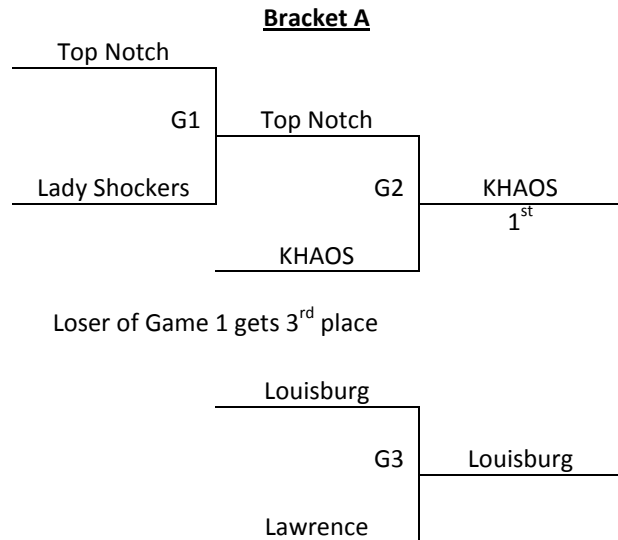 Bracket A
Top Notch
G1
Top Notch
Lady Shockers
G2
KHAOS
1st
KHAOS
Loser of Game 1 gets 3rd place
Louisburg
G3
Louisburg
Lawrence